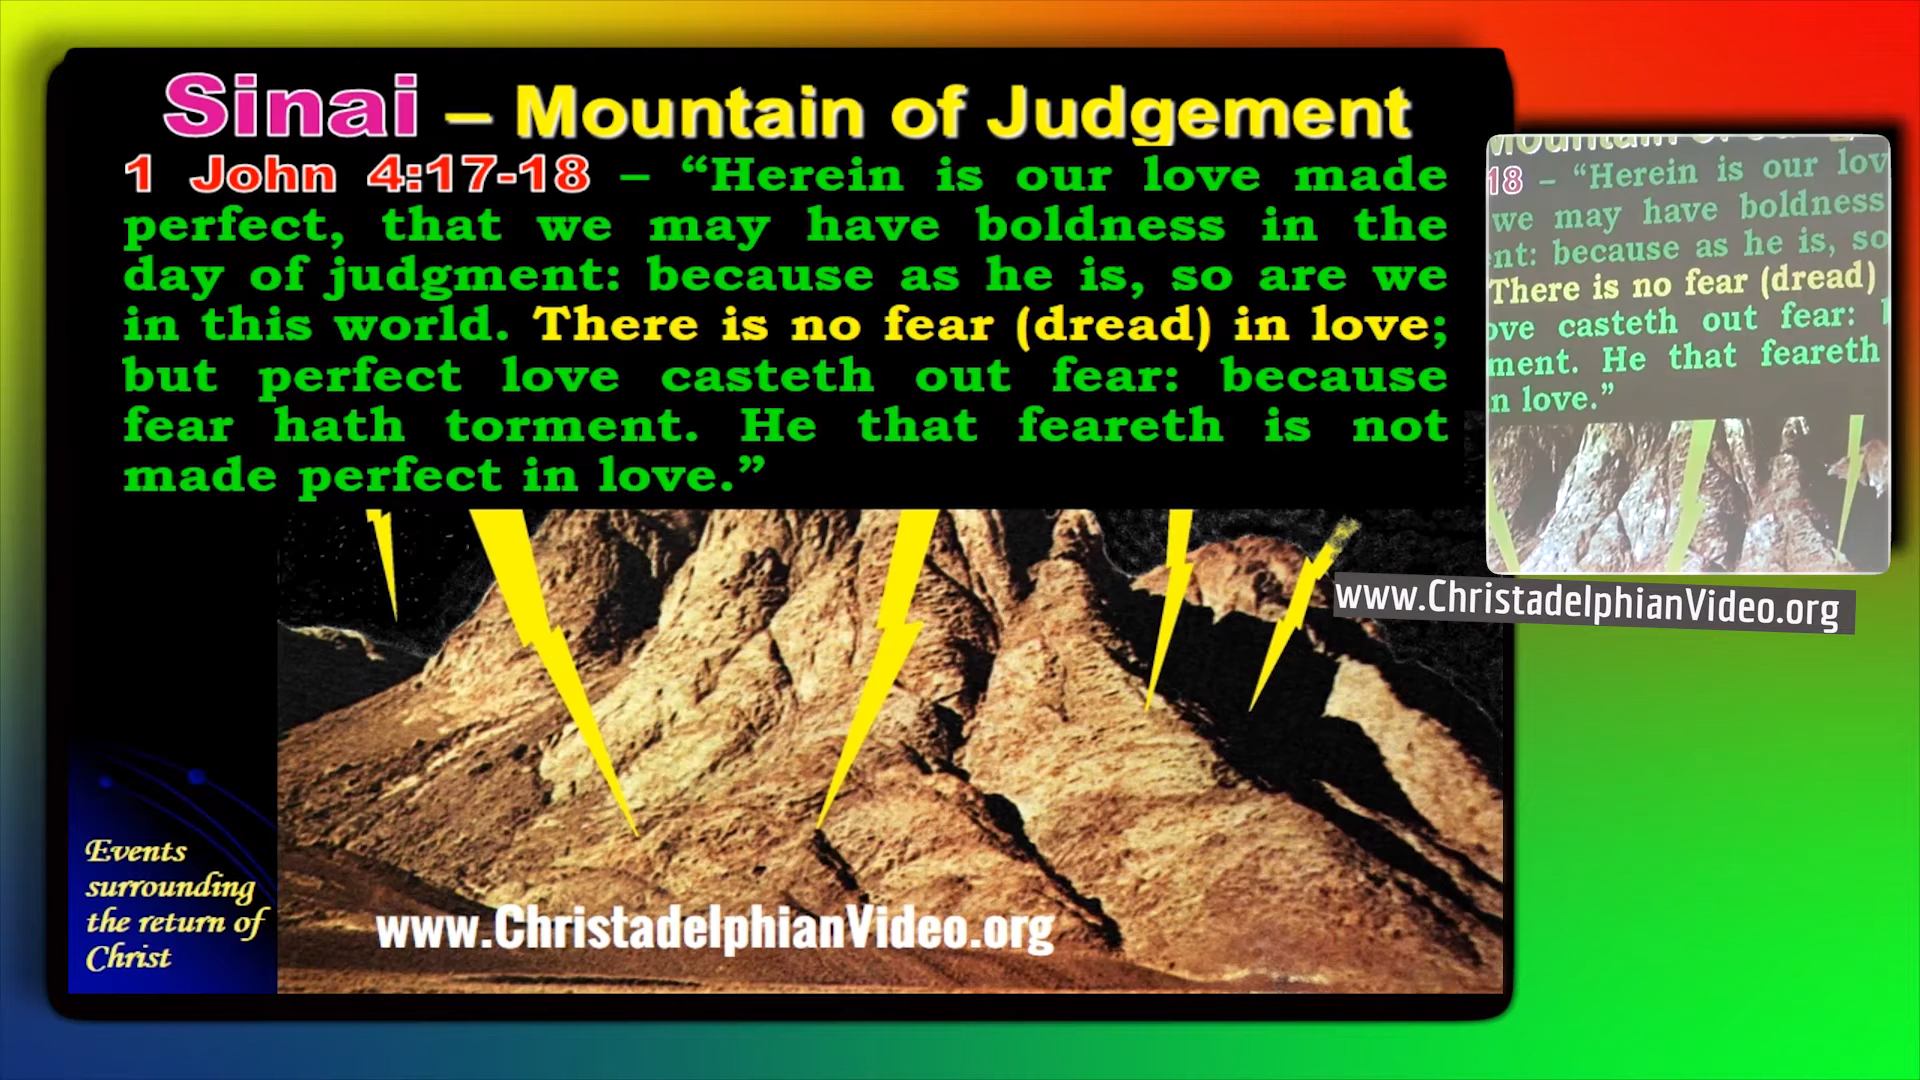 Sinai – Mountain of Judgement
1 John 4:17-18 – “Herein is our love made
perfect, that we may have boldness in the
day of judgment: because as he is, so are we
in this world. There is no fear (dread) in love;
but perfect love casteth out fear: because
fear hath torment. He that feareth is not
made perfect in love.”
Events
surrounding
the return of
Christ
www.ChristadelphianVideo.org
18 – “Herein is our lov
we may have boldness
nt: because as he is, so
There is no fear (dread)
ove casteth out fear:
ment. He that feareth
n love.”
www.ChristadelphianVideo.org